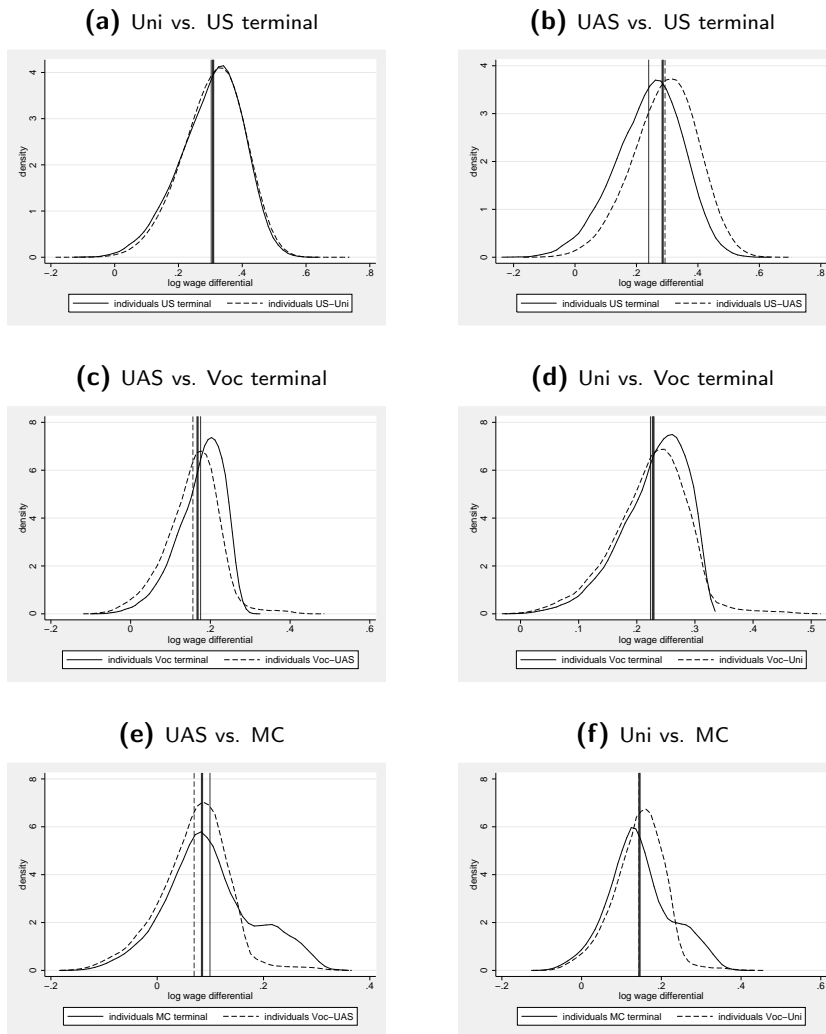 (a) Uni vs. US terminal
density
0 1 2 3 4
−.2 0 .2 .4 .6 .8
log wage differential
individuals US terminal individuals US−Uni
(b) UAS vs. US terminal
density
0 1 2 3 4
−.2 0 .2 .4 .6 .8
log wage differential
individuals US terminal individuals US−UAS
(c) UAS vs. Voc terminal
density
0 2 4 6 8
−.2 0 .2 .4 .6
log wage differential
individuals Voc terminal individuals Voc−UAS
(d) Uni vs. Voc terminal
density
0 2 4 6 8
0 .1 .2 .3 .4 .5
log wage differential
individuals Voc terminal individuals Voc−Uni
(e) UAS vs. MC
density
0 2 4 6 8
−.2 0 .2 .4
log wage differential
individuals MC terminal individuals Voc−UAS
(f) Uni vs. MC
density
0 2 4 6 8
−.2 0 .2 .4 .6
log wage differential
individuals MC terminal individuals Voc−Uni